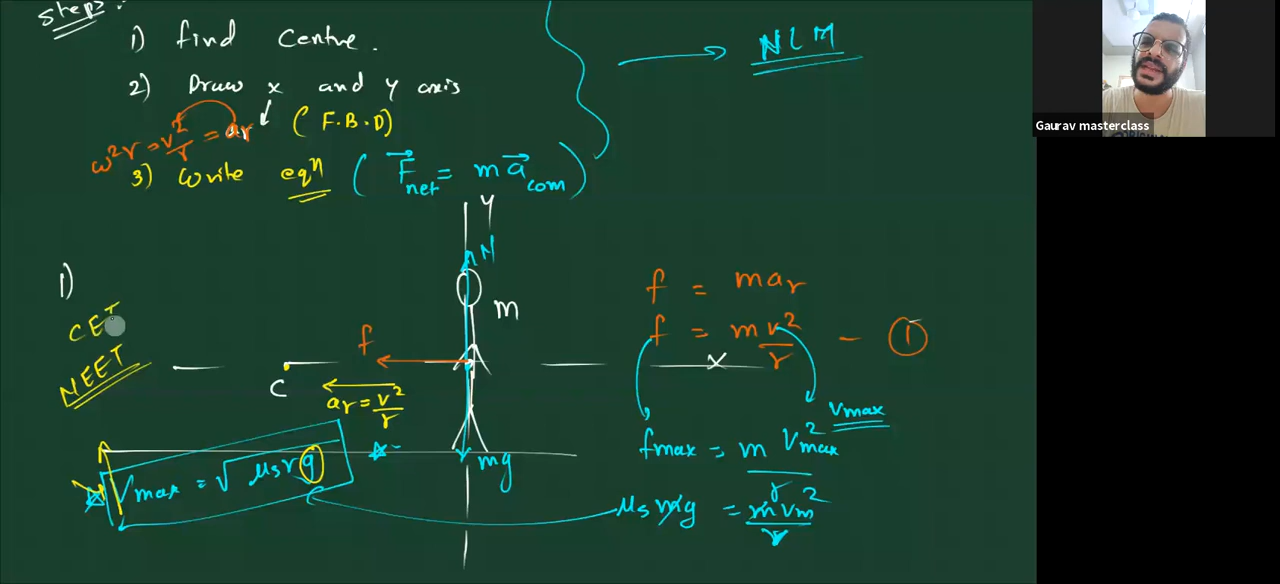 Steps :
1) find Centre.
2) Draw x and y axis
(F.B.D)
ω²r = v²/r = ar
3) Write eqⁿ ( F⃗net = m a⃗com )
→ NLM
Gaurav masterclass
1)
CET
NEET
Y
N
m
f
C
ar = v²/r
mg
X
f = mar
f = mv²/r - ①
vmax
fmax = m v²max/r
μs mg = m vm²/r
Vmax = √μs r g